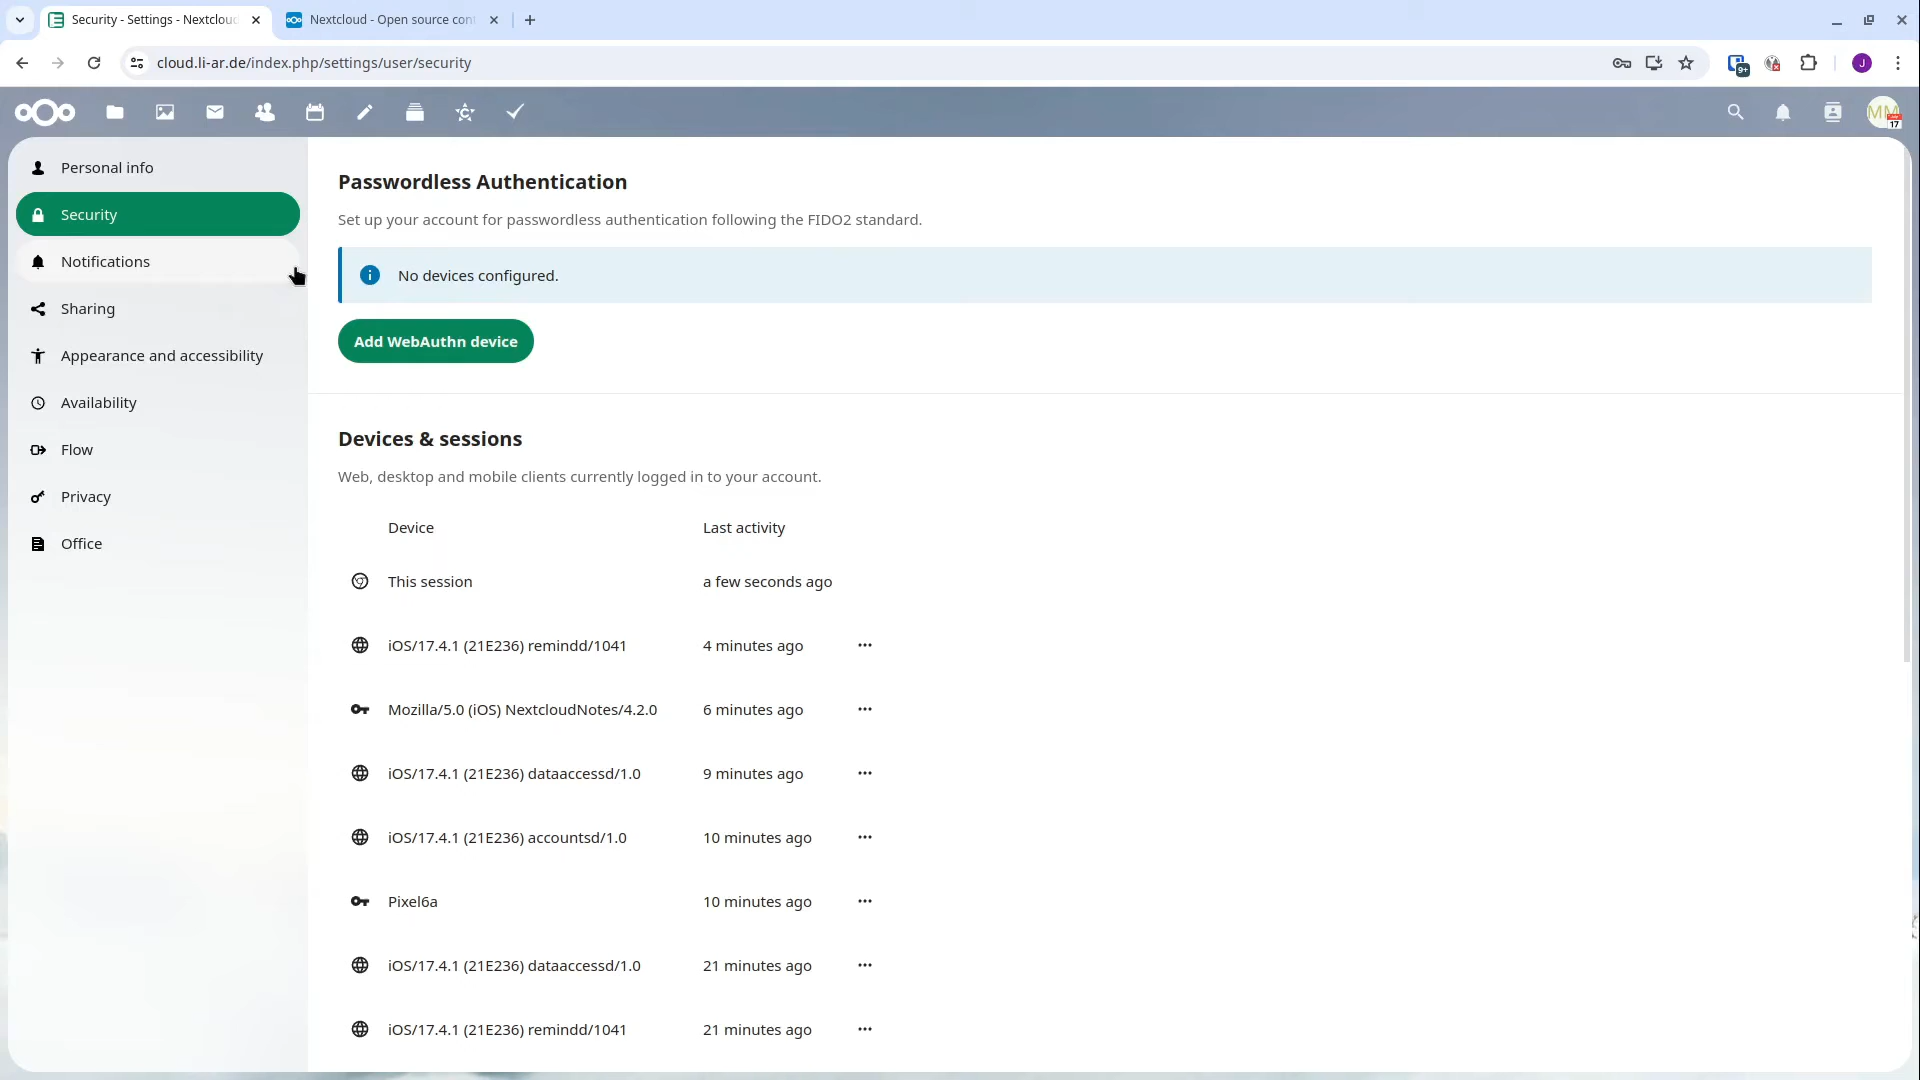 Security - Settings - Nextcloud
Nextcloud - Open source con
cloud.li-ar.de/index.php/settings/user/security
9+
J
MM
17
Personal info
Security
Notifications
Sharing
Appearance and accessibility
Availability
Flow
Privacy
Office
Passwordless Authentication
Set up your account for passwordless authentication following the FIDO2 standard.
No devices configured.
Add WebAuthn device
Devices & sessions
Web, desktop and mobile clients currently logged in to your account.
Device Last activity
This session a few seconds ago
iOS/17.4.1 (21E236) remindd/1041 4 minutes ago
Mozilla/5.0 (iOS) NextcloudNotes/4.2.0 6 minutes ago
iOS/17.4.1 (21E236) dataaccessd/1.0 9 minutes ago
iOS/17.4.1 (21E236) accountsd/1.0 10 minutes ago
Pixel6a 10 minutes ago
iOS/17.4.1 (21E236) dataaccessd/1.0 21 minutes ago
iOS/17.4.1 (21E236) remindd/1041 21 minutes ago